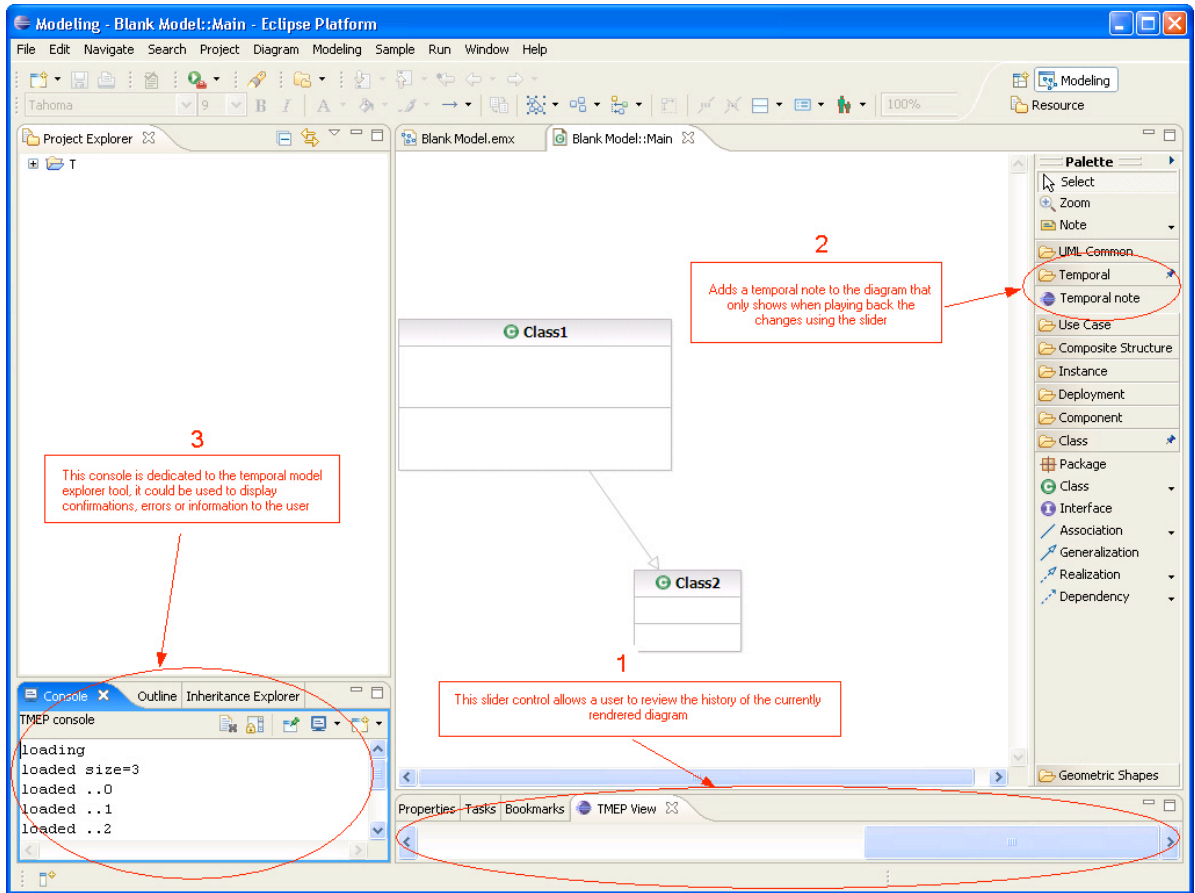 Modeling - Blank Model::Main - Eclipse Platform
File Edit Navigate Search Project Diagram Modeling Sample Run Window Help
Modeling
Tahoma 9 B I A 100%
Resource
Project Explorer
Blank Model.emx
Blank Model::Main
T
Palette
Select
Zoom
Note
UML Common
Temporal
Temporal note
Use Case
Composite Structure
Instance
Deployment
Component
Class
Package
Class
Interface
Association
Generalization
Realization
Dependency
Geometric Shapes
2
Adds a temporal note to the diagram that
only shows when playing back the
changes using the slider
Class1
Class2
3
This console is dedicated to the temporal model
explorer tool, it could be used to display
confirmations, errors or information to the user
1
This slider control allows a user to review the history of the currently
rendrered diagram
Console Outline Inheritance Explorer
TMEP console
loading
loaded size=3
loaded ..0
loaded ..1
loaded ..2
Properties Tasks Bookmarks TMEP View